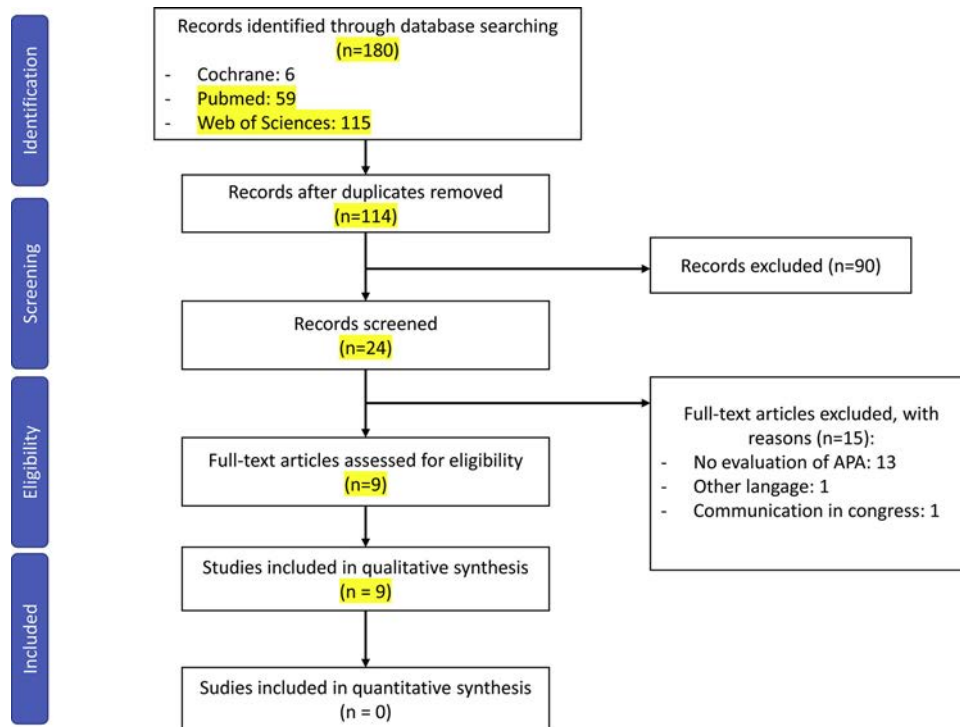 Identification
Records identified through database searching
(n=180)
- Cochrane: 6
- Pubmed: 59
- Web of Sciences: 115
Records after duplicates removed
(n=114)
Screening
Records excluded (n=90)
Records screened
(n=24)
Eligibility
Full-text articles excluded, with
reasons (n=15):
- No evaluation of APA: 13
- Other langage: 1
- Communication in congress: 1
Full-text articles assessed for eligibility
(n=9)
Included
Studies included in qualitative synthesis
(n = 9)
Sudies included in quantitative synthesis
(n = 0)